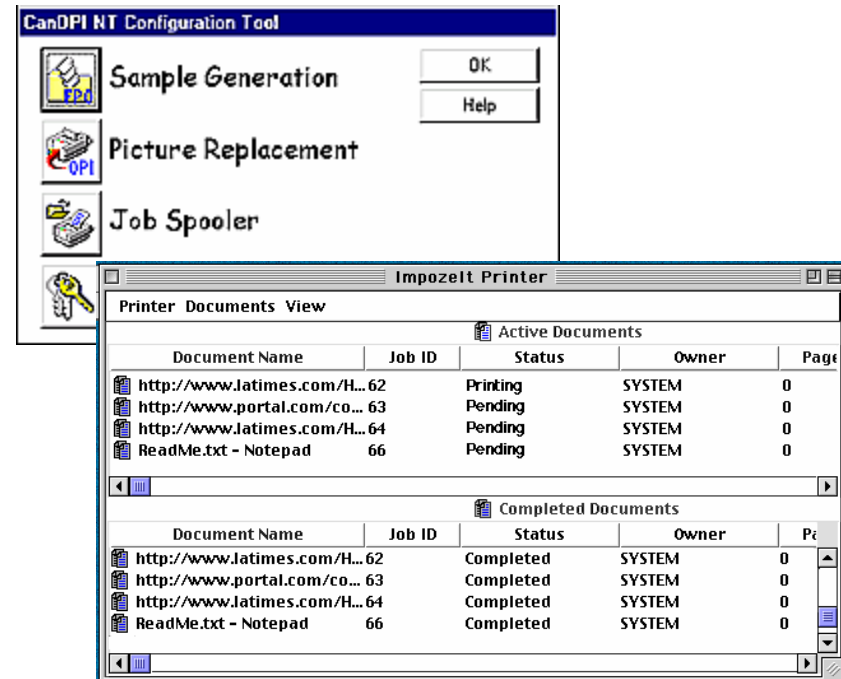 CanOPI NT Configuration Tool
Sample Generation
OK
Help
EPO
Picture Replacement
OPI
Job Spooler
ImpozeIt Printer
Printer Documents View
Active Documents
Document Name Job ID Status Owner Page
http://www.latimes.com/H... 62 Printing SYSTEM 0
http://www.portal.com/co... 63 Pending SYSTEM 0
http://www.latimes.com/H... 64 Pending SYSTEM 0
ReadMe.txt - Notepad 66 Pending SYSTEM 0
Completed Documents
Document Name Job ID Status Owner
http://www.latimes.com/H... 62 Completed SYSTEM 0
http://www.portal.com/co... 63 Completed SYSTEM 0
http://www.latimes.com/H... 64 Completed SYSTEM 0
ReadMe.txt - Notepad 66 Completed SYSTEM 0